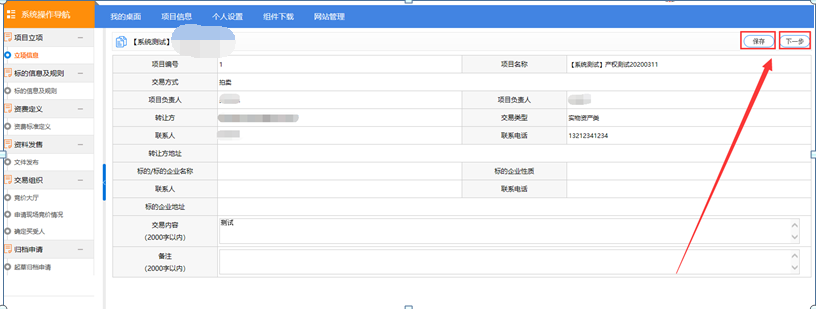 系统操作导航 我的桌面 项目信息 个人设置 组件下载 网站管理
项目立项
立项信息
标的信息及规则
标的信息及规则
资费定义
资费标准定义
资料发售
文件发布
交易组织
竞价大厅
申请现场竞价情况
确定买受人
归档申请
起草归档申请
【系统测试】
保存 下一步
项目编号 1 项目名称 【系统测试】产权测试20200311
交易方式 拍卖
项目负责人 项目负责人
转让方 交易类型 实物资产类
联系人 联系电话 13212341234
转让方地址
标的/标的企业名称 标的企业性质
联系人 联系电话
标的企业地址
交易内容 测试
(2000字以内)
备注
(2000字以内)